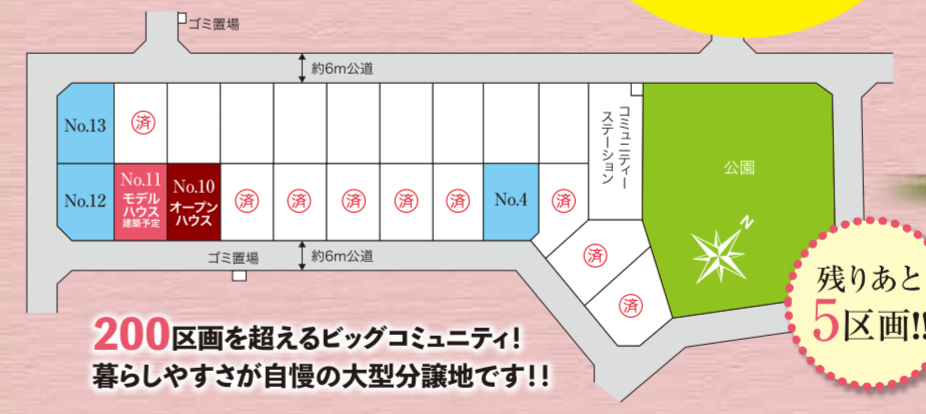 ゴミ置場
約6m公道
No.13
済
コミュニティー
ステーション
公園
No.12
No.11
モデル
ハウス
建築予定
No.10
オープン
ハウス
済
済
済
済
済
No.4
済
N
済
済
ゴミ置場
約6m公道
残りあと
5区画!!
200区画を超えるビッグコミュニティ!
暮らしやすさが自慢の大型分譲地です!!